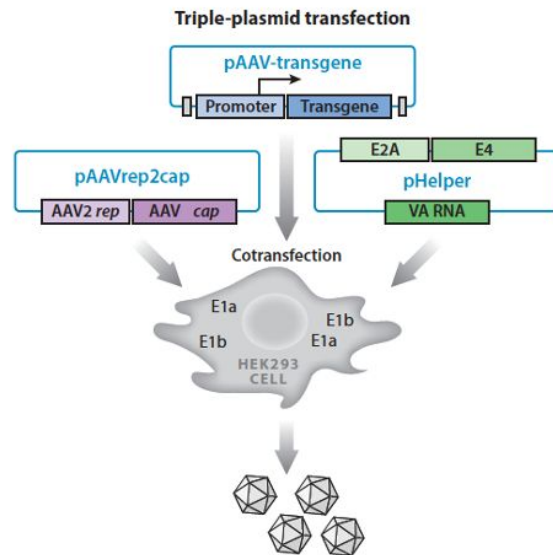 Triple-plasmid transfection
pAAV-transgene
Promoter Transgene
E2A E4
pAAVrep2cap
pHelper
AAV2 rep AAV cap
VA RNA
Cotransfection
E1a
E1b
E1b
E1a
HEK293
CELL